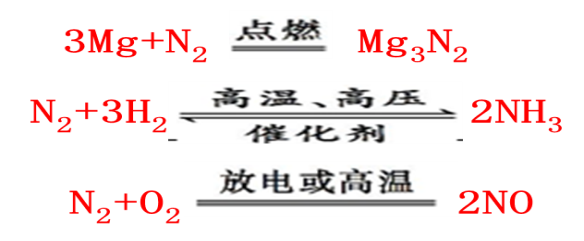 3Mg+N₂ 点燃 Mg₃N₂
N₂+3H₂ 高温、高压 催化剂 2NH₃
N₂+O₂ 放电或高温 2NO